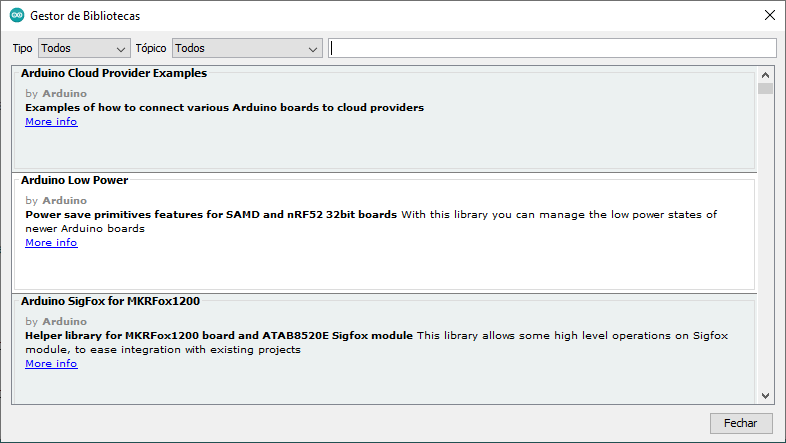 Gestor de Bibliotecas
Tipo Todos Tópico Todos
Arduino Cloud Provider Examples
by Arduino
Examples of how to connect various Arduino boards to cloud providers
More info
Arduino Low Power
by Arduino
Power save primitives features for SAMD and nRF52 32bit boards With this library you can manage the low power states of
newer Arduino boards
More info
Arduino SigFox for MKRFox1200
by Arduino
Helper library for MKRFox1200 board and ATAB8520E Sigfox module This library allows some high level operations on Sigfox
module, to ease integration with existing projects
More info
Fechar